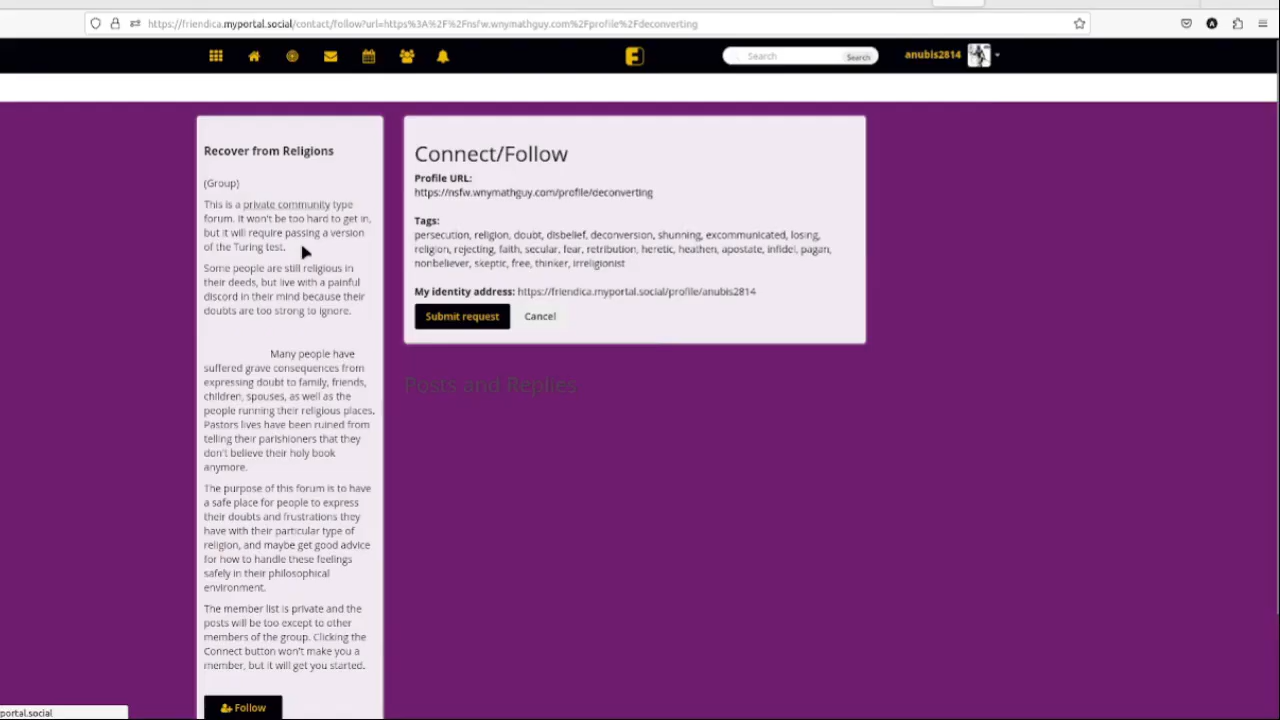 https://friendica.myportal.social/contact/follow?url=https%3A%2F%2Fnsfw.wnymathguy.com%2Fprofile%2Fdeconverting
Search
Search
anubis2814
Recover from Religions
(Group)
This is a private community type
forum. It won't be too hard to get in,
but it will require passing a version
of the Turing test.
Some people are still religious in
their deeds, but live with a painful
discord in their mind because their
doubts are too strong to ignore.
Many people have
suffered grave consequences from
expressing doubt to family, friends,
children, spouses, as well as the
people running their religious places.
Pastors lives have been ruined from
telling their parishioners that they
don't believe their holy book
anymore.
The purpose of this forum is to have
a safe place for people to express
their doubts and frustrations they
have with their particular type of
religion, and maybe get good advice
for how to handle these feelings
safely in their philosophical
environment.
The member list is private and the
posts will be too except to other
members of the group. Clicking the
Connect button won't make you a
member, but it will get you started.
Follow
Connect/Follow
Profile URL:
https://nsfw.wnymathguy.com/profile/deconverting
Tags:
persecution, religion, doubt, disbelief, deconversion, shunning, excommunicated, losing,
religion, rejecting, faith, secular, fear, retribution, heretic, heathen, apostate, infidel, pagan,
nonbeliever, skeptic, free, thinker, irreligionist
My identity address: https://friendica.myportal.social/profile/anubis2814
Submit request Cancel
Posts and Replies
portal.social